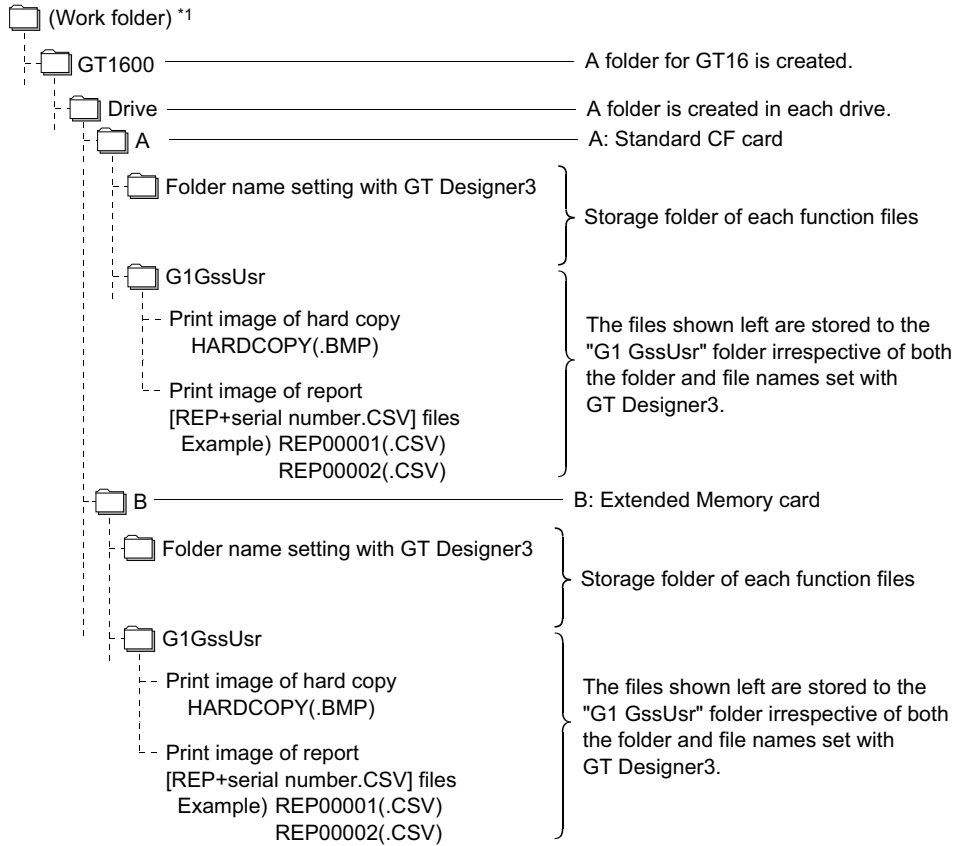 (Work folder) *1
GT1600 A folder for GT16 is created.
Drive A folder is created in each drive.
A A: Standard CF card
Folder name setting with GT Designer3
Storage folder of each function files
G1GssUsr
Print image of hard copy
HARDCOPY(.BMP)
Print image of report
[REP+serial number.CSV] files
Example) REP00001(.CSV)
REP00002(.CSV)
The files shown left are stored to the
"G1 GssUsr" folder irrespective of both
the folder and file names set with
GT Designer3.
B B: Extended Memory card
Folder name setting with GT Designer3
Storage folder of each function files
G1GssUsr
Print image of hard copy
HARDCOPY(.BMP)
Print image of report
[REP+serial number.CSV] files
Example) REP00001(.CSV)
REP00002(.CSV)
The files shown left are stored to the
"G1 GssUsr" folder irrespective of both
the folder and file names set with
GT Designer3.